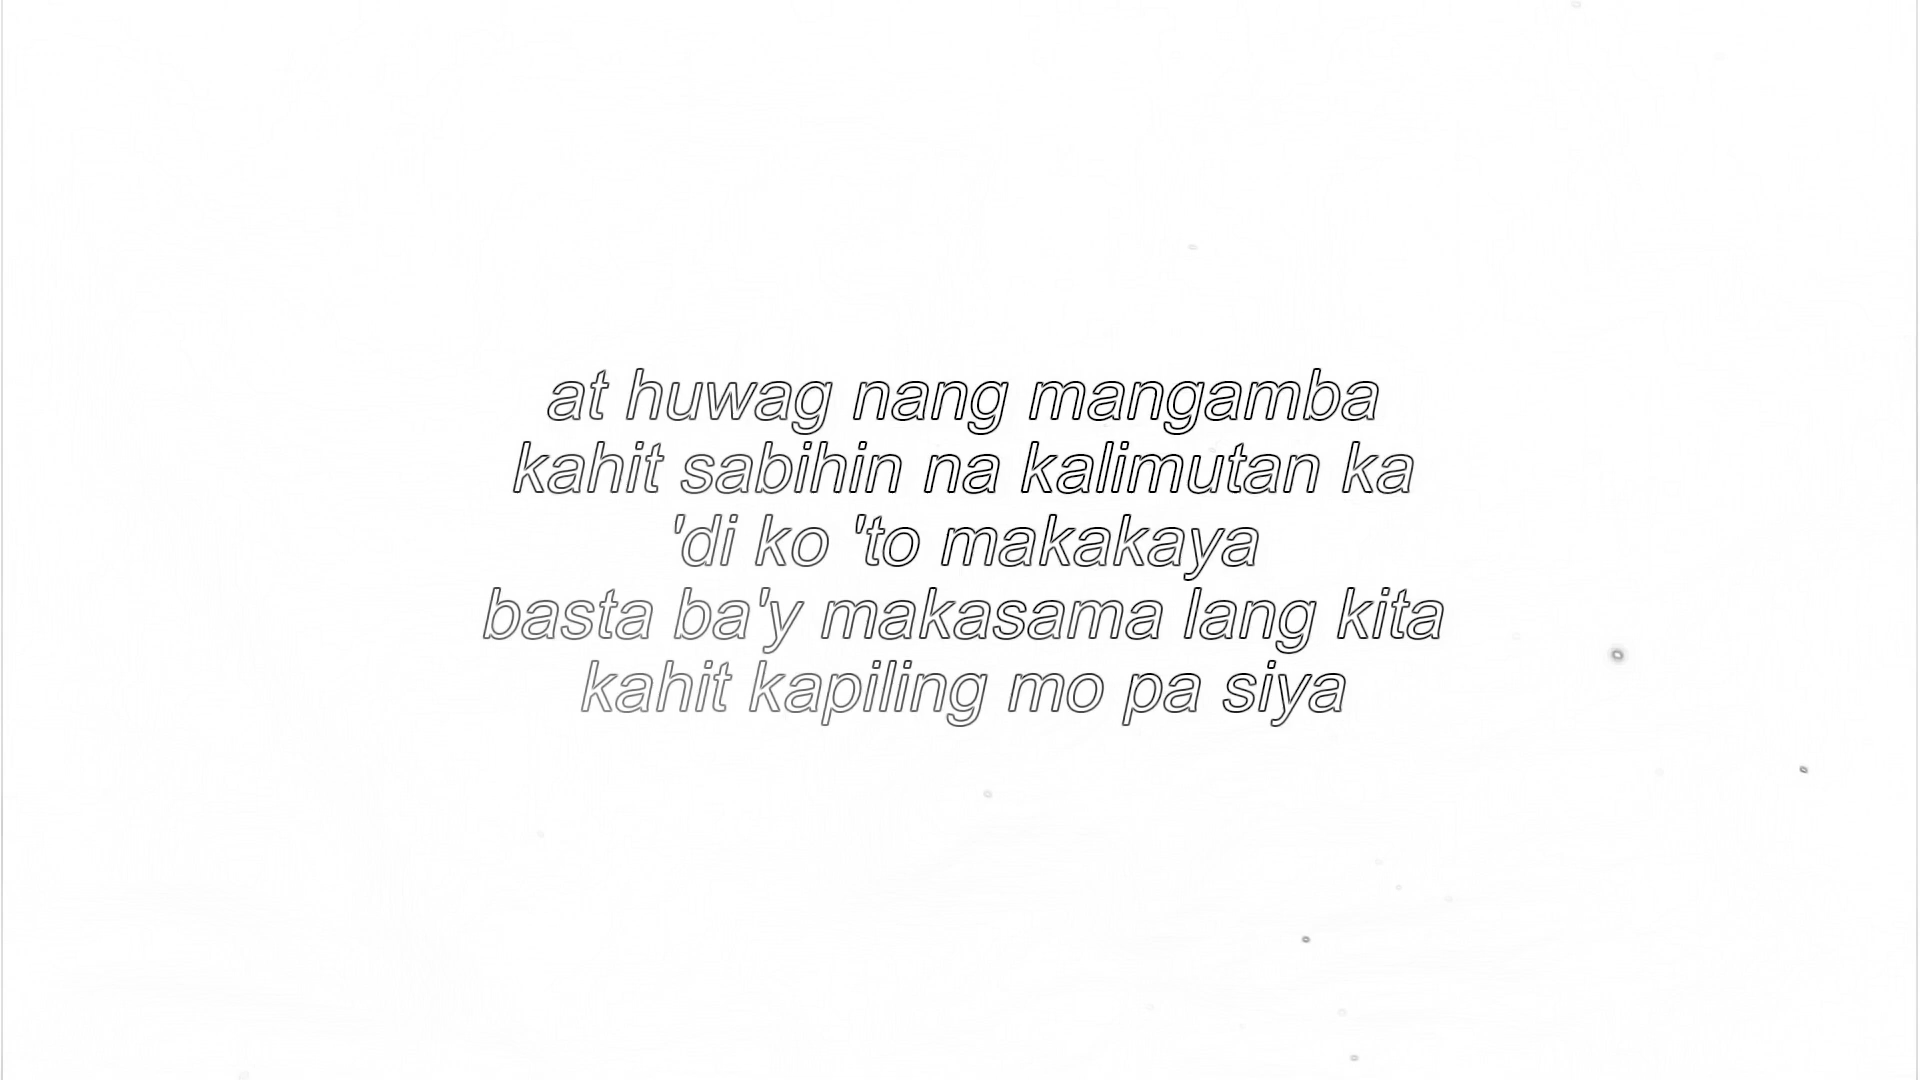 at huwag nang mangamba
kahit sabihin na kalimutan ka
'di ko 'to makakaya
basta ba'y makasama lang kita
kahit kapiling mo pa siya